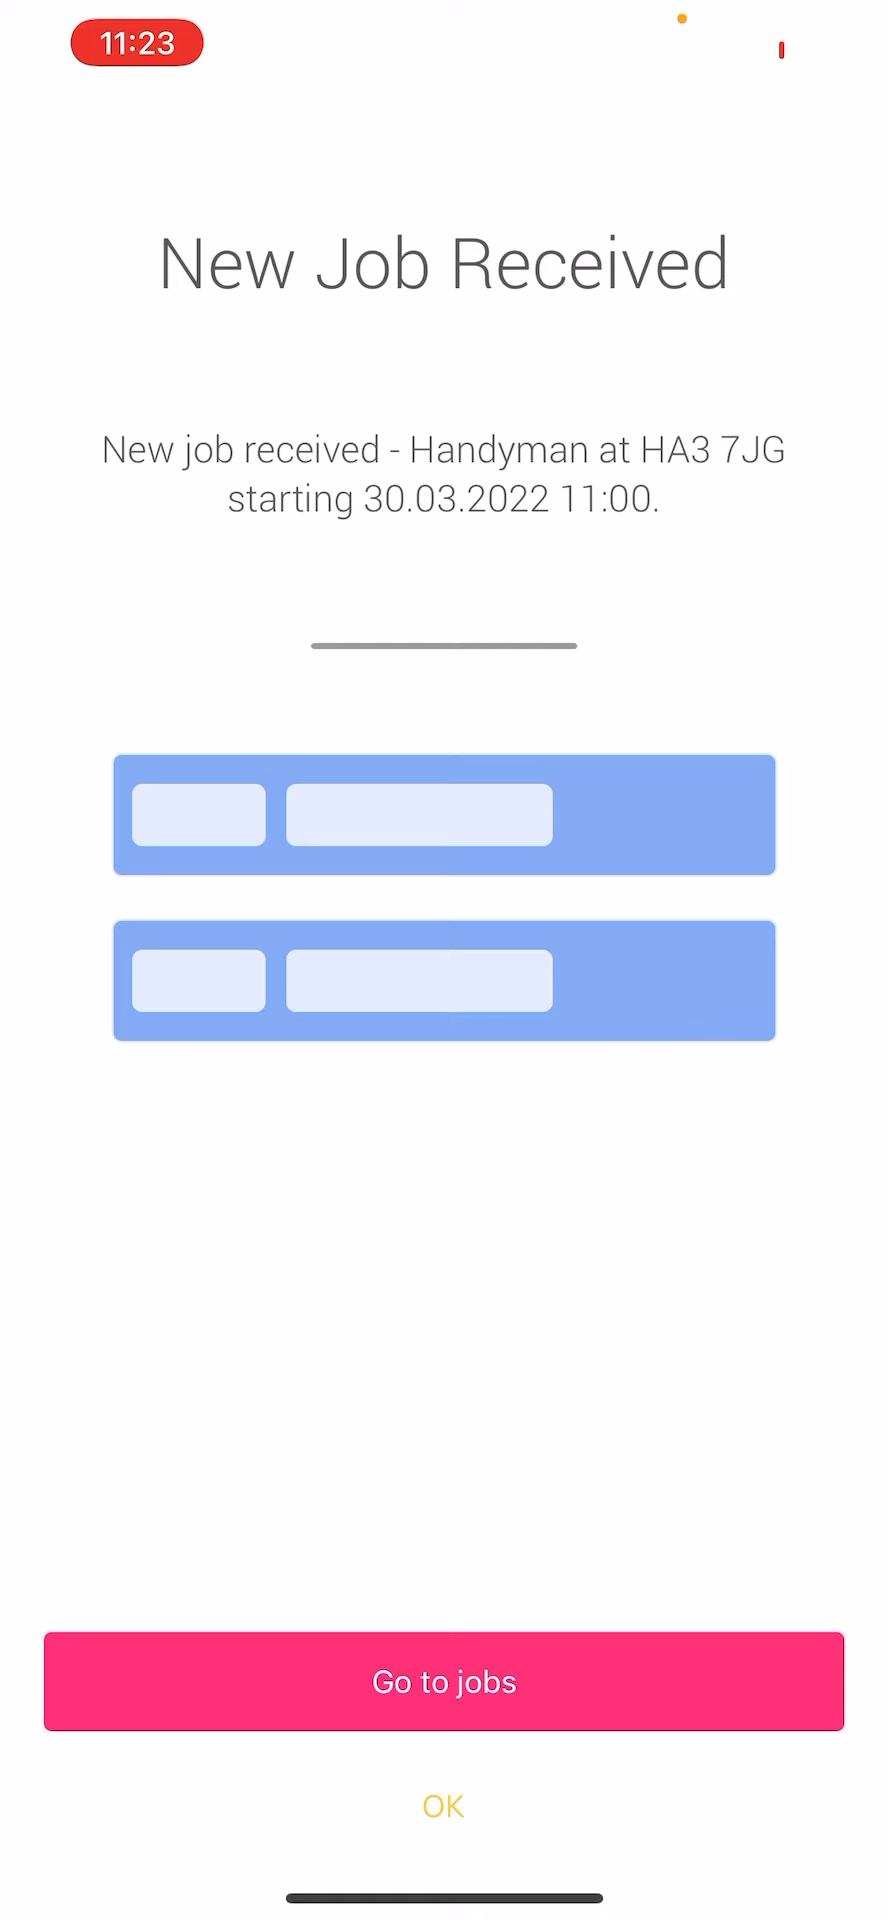 11:23
New Job Received
New job received - Handyman at HA3 7JG
starting 30.03.2022 11:00.
Go to jobs
OK